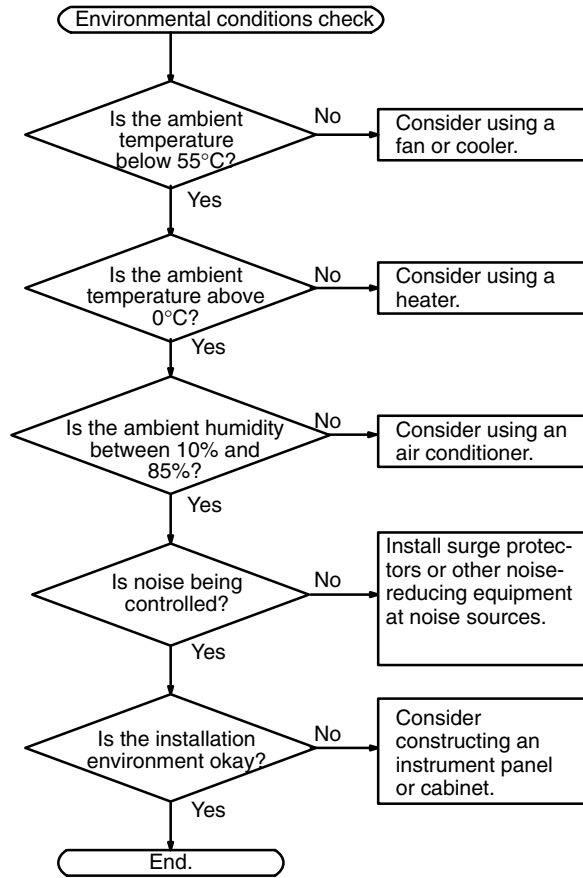 Environmental conditions check
Is the ambient
temperature
below 55°C?
No
Consider using a
fan or cooler.
Yes
Is the ambient
temperature above
0°C?
No
Consider using a
heater.
Yes
Is the ambient humidity
between 10% and
85%?
No
Consider using an
air conditioner.
Yes
Is noise being
controlled?
No
Install surge protec-
tors or other noise-
reducing equipment
at noise sources.
Yes
Is the installation
environment okay?
No
Consider
constructing an
instrument panel
or cabinet.
Yes
End.